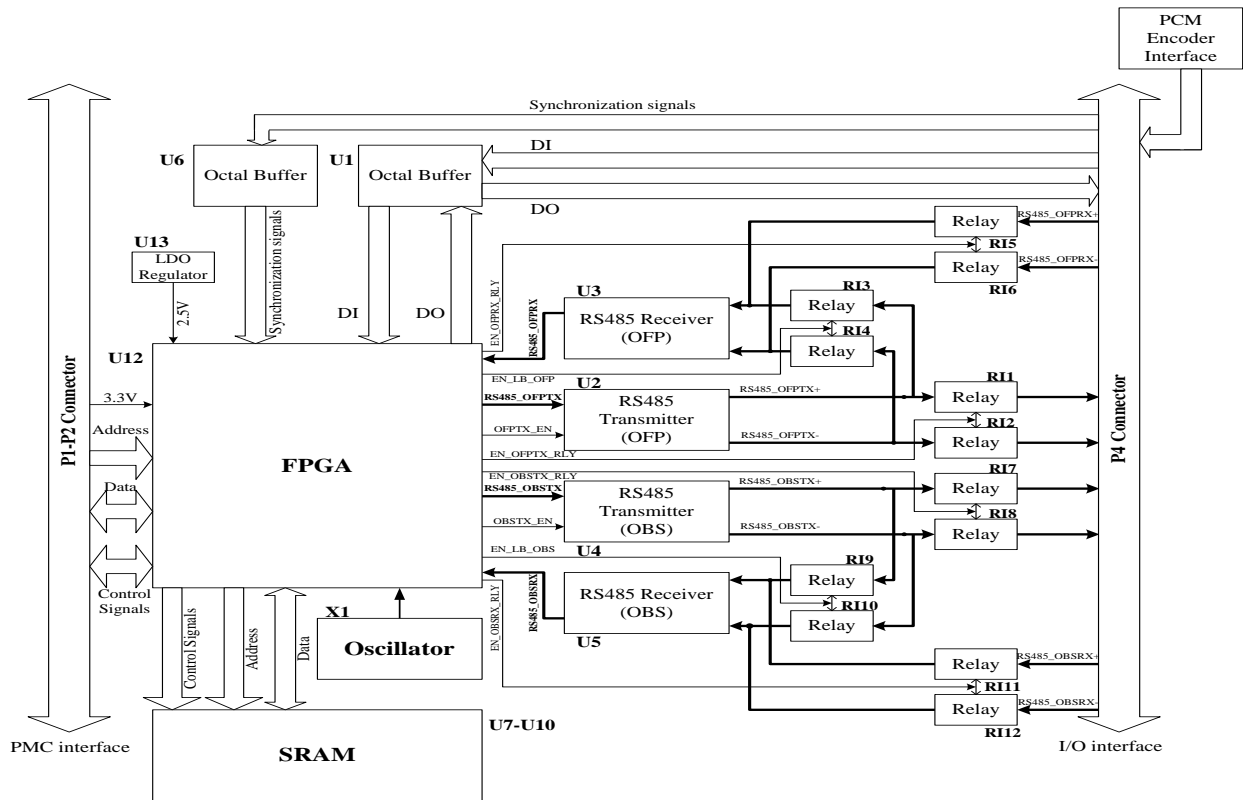 PCM
Encoder
Interface
Synchronization signals
U6
Octal Buffer
U1
Octal Buffer
DI
DO
Relay
RS485_OFPRX+
RI5
Relay
RS485_OFPRX-
RI6
U13
LDO
Regulator
2.5V
Synchronization signals
DI
DO
EN_OFPRX_RLY
RS485_OFPRX
U3
RS485 Receiver
(OFP)
RI3
Relay
RI4
Relay
U12
P1-P2 Connector
3.3V
Address
Data
Control
Signals
FPGA
EN_LB_OFP
RS485_OFPTX
OFPTX_EN
EN_OFPTX_RLY
U2
RS485
Transmitter
(OFP)
RS485_OFPTX+
RS485_OFPTX-
RI1
Relay
RI2
Relay
P4 Connector
EN_OBSTX_RLY
RS485_OBSTX
OBSTX_EN
EN_LB_OBS
RS485
Transmitter
(OBS)
U4
RS485_OBSTX+
RS485_OBSTX-
RI7
Relay
RI8
Relay
EN_OBSRX_RLY
RS485_OBSRX
RS485 Receiver
(OBS)
U5
RI9
Relay
RI10
Relay
Relay
RS485_OBSRX+
RI11
Relay
RS485_OBSRX-
RI12
Control Signals
Address
Data
X1
Oscillator
U7-U10
SRAM
PMC interface
I/O interface